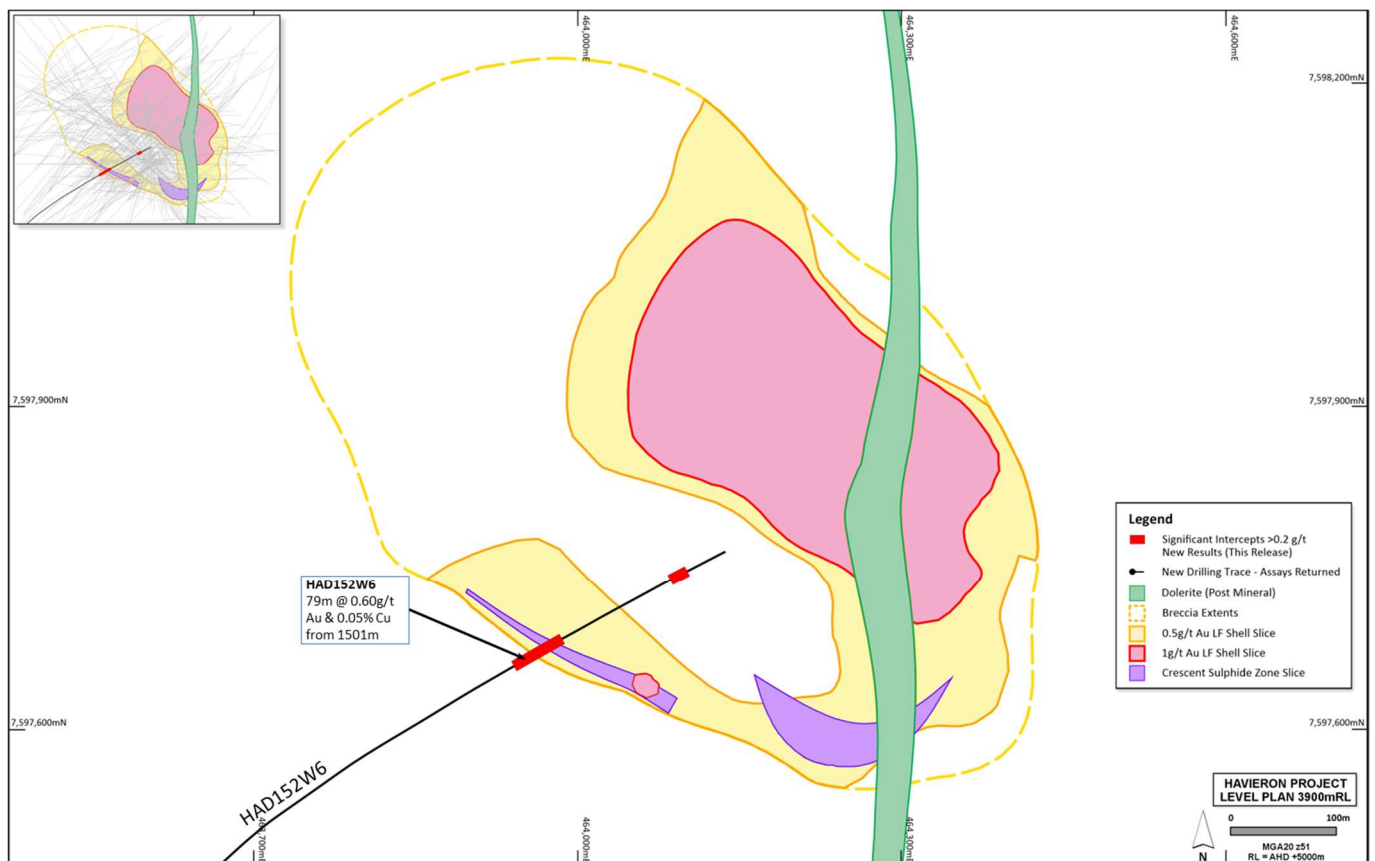 464,000mE
464,300mE
464,600mE
7,598,200mN
7,597,900mN
7,597,900mN
HAD152W6
79m @ 0.60g/t
Au & 0.05% Cu
from 1501m
7,597,600mN
7,597,600mN
HAD152W6
464,000mE
464,300mE
Legend
Significant Intercepts >0.2 g/t
New Results (This Release)
New Drilling Trace - Assays Returned
Dolerite (Post Mineral)
Breccia Extents
0.5g/t Au LF Shell Slice
1g/t Au LF Shell Slice
Crescent Sulphide Zone Slice
HAVIERON PROJECT
LEVEL PLAN 3900mRL
0 100m
MGA20 z51
RL = AHD +5000m
N